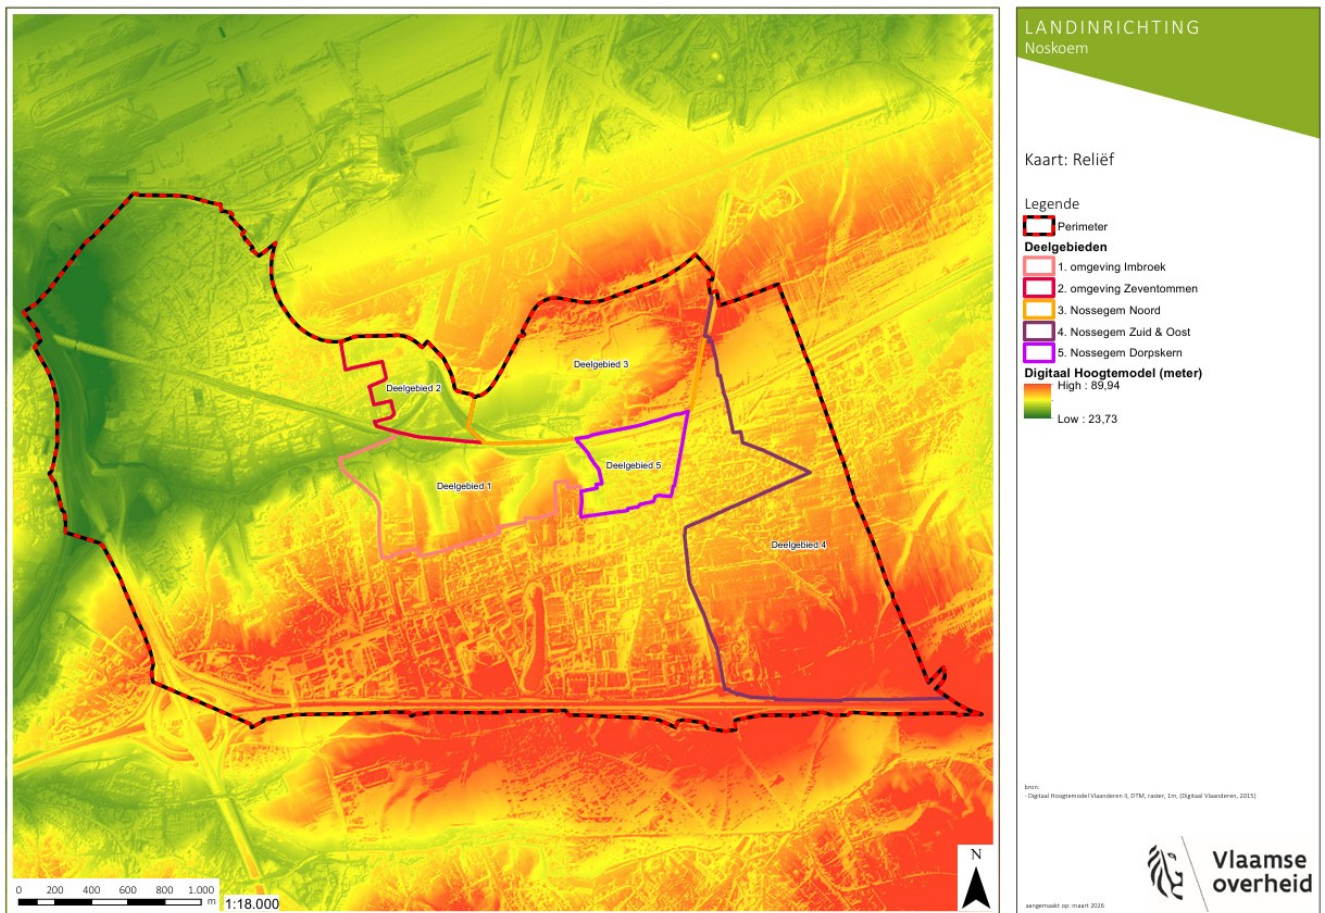 LANDINRICHTING
Noskoem
Kaart: Reliëf
Legende
Perimeter
Deelgebieden
1. omgeving Imbroek
2. omgeving Zeventommen
3. Nossegem Noord
4. Nossegem Zuid & Oost
5. Nossegem Dorpskern
Digitaal Hoogtemodel (meter)
High : 89,94
Low : 23,73
Deelgebied 3
Deelgebied 2
Deelgebied 5
Deelgebied 1
Deelgebied 4
0 200 400 600 800 1.000
m 1:18.000
N
bron:
- Digitaal Hoogtemodel Vlaanderen II, DTM, raster, 1m, (Digitaal Vlaanderen, 2015)
Vlaamse
overheid
aangemaakt op: maart 2026